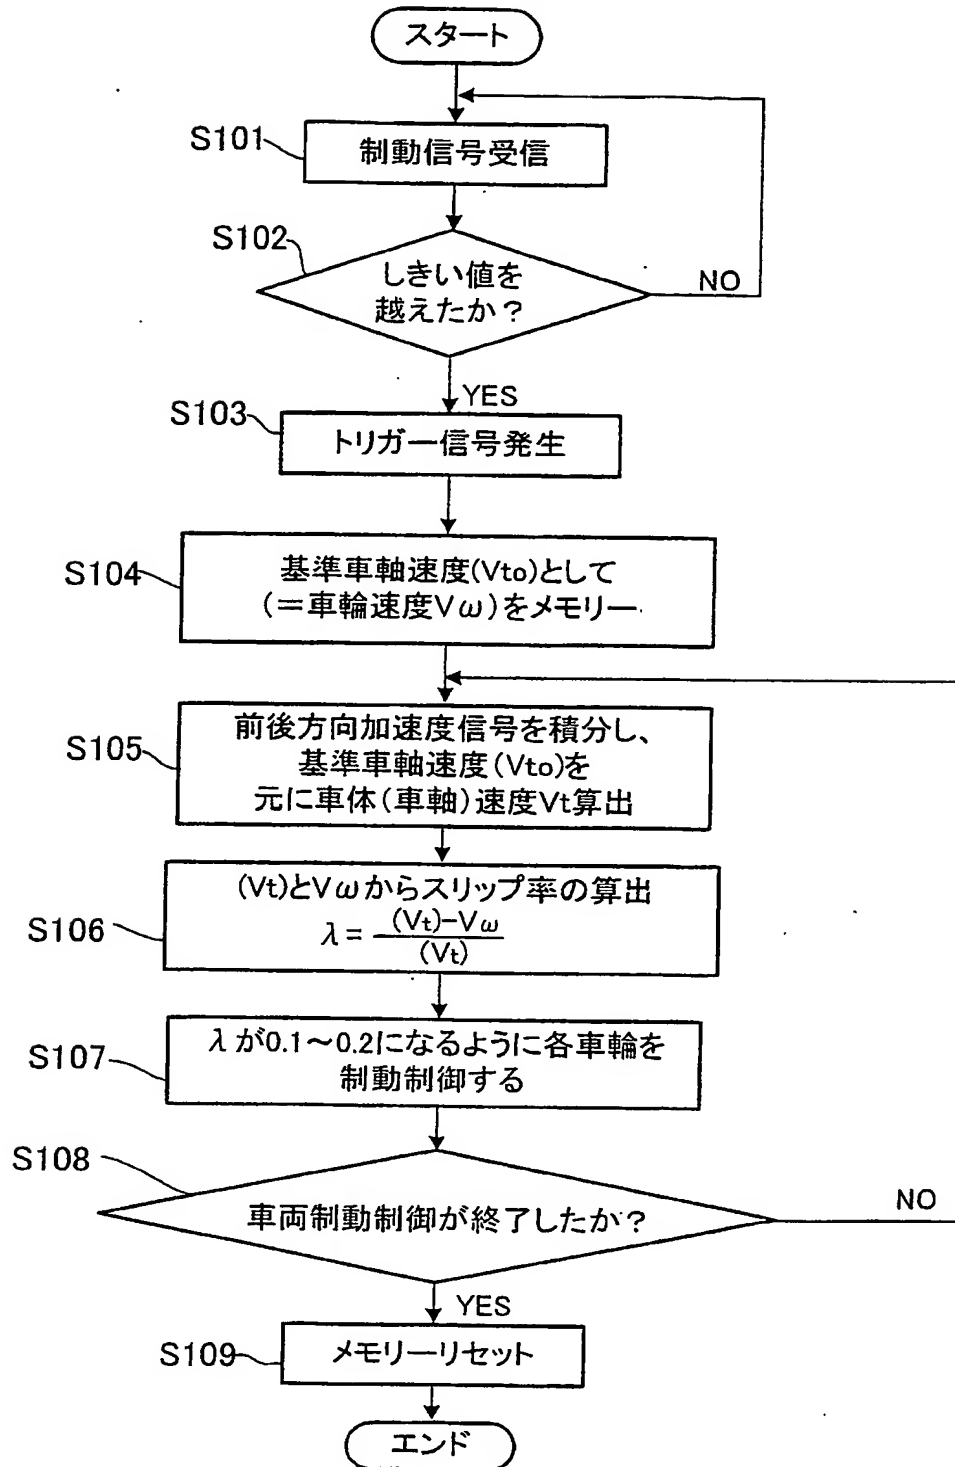 スタート
S101
制動信号受信
S102
しきい値を
越えたか？
NO
YES
S103
トリガー信号発生
S104
基準車軸速度(Vto)として
(＝車輪速度Vω)をメモリー
S105
前後方向加速度信号を積分し、
基準車軸速度(Vto)を
元に車体(車軸)速度Vt算出
S106
(Vt)とVωからスリップ率の算出
λ= (Vt)-Vω
(Vt)
S107
λが0.1～0.2になるように各車輪を
制動制御する
S108
車両制動制御が終了したか？
NO
YES
S109
メモリーリセット
エンド